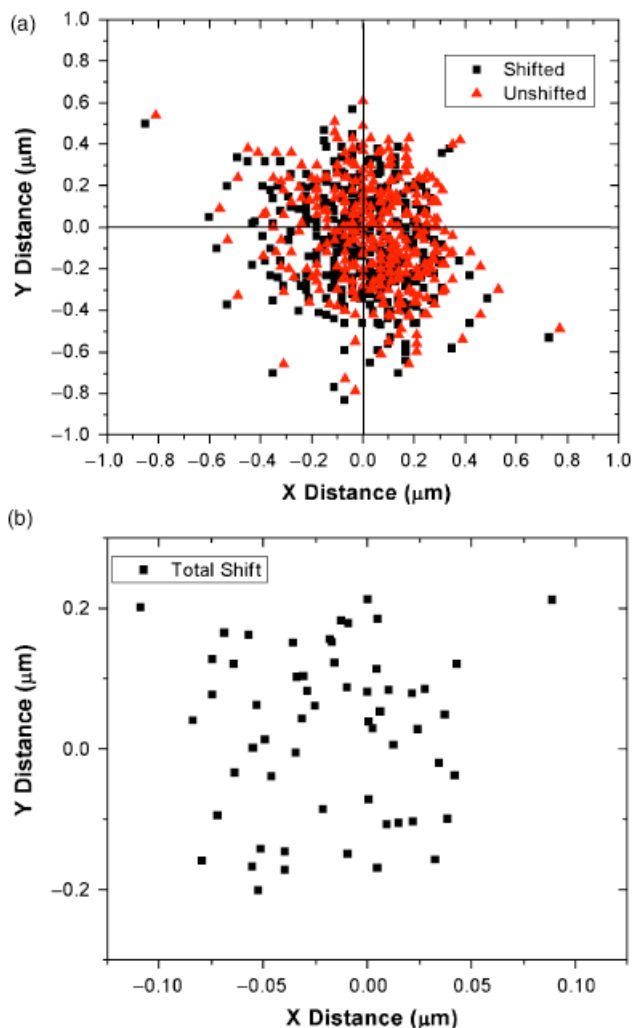 (a)
1.0
0.8
0.6
0.4
0.2
0.0
−0.2
−0.4
−0.6
−0.8
−1.0
Y Distance (μm)
Shifted
Unshifted
−1.0 −0.8 −0.6 −0.4 −0.2 0.0 0.2 0.4 0.6 0.8 1.0
X Distance (μm)
(b)
Total Shift
0.2
0.0
−0.2
Y Distance (μm)
−0.10 −0.05 0.00 0.05 0.10
X Distance (μm)